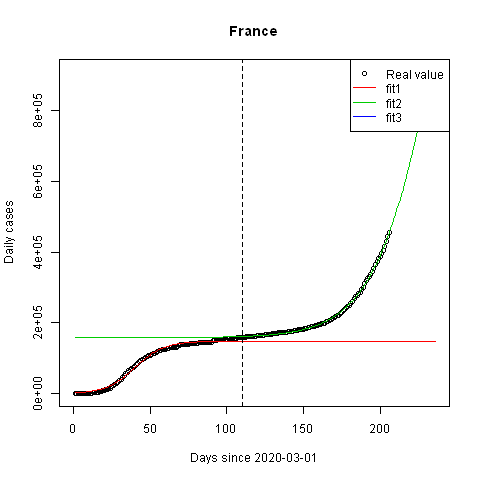 France
Real value
fit1
fit2
fit3
Daily cases
8e+05
6e+05
4e+05
2e+05
0e+00
0 50 100 150 200
Days since 2020-03-01